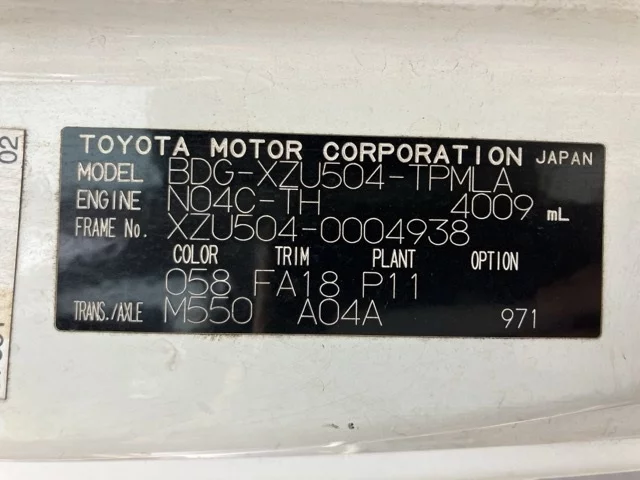 TOYOTA MOTOR CORPORATION JAPAN
MODEL BDG-XZU504-TPMLA
ENGINE N04C-TH 4009 mL
FRAME No. XZU504-0004938
COLOR TRIM PLANT OPTION
058 FA18 P11
TRANS./AXLE M550 A04A 971
02